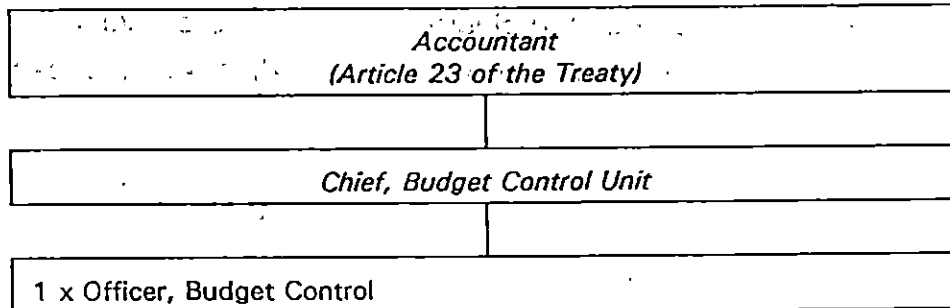 Accountant
(Article 23 of the Treaty)
Chief, Budget Control Unit
1 x Officer, Budget Control